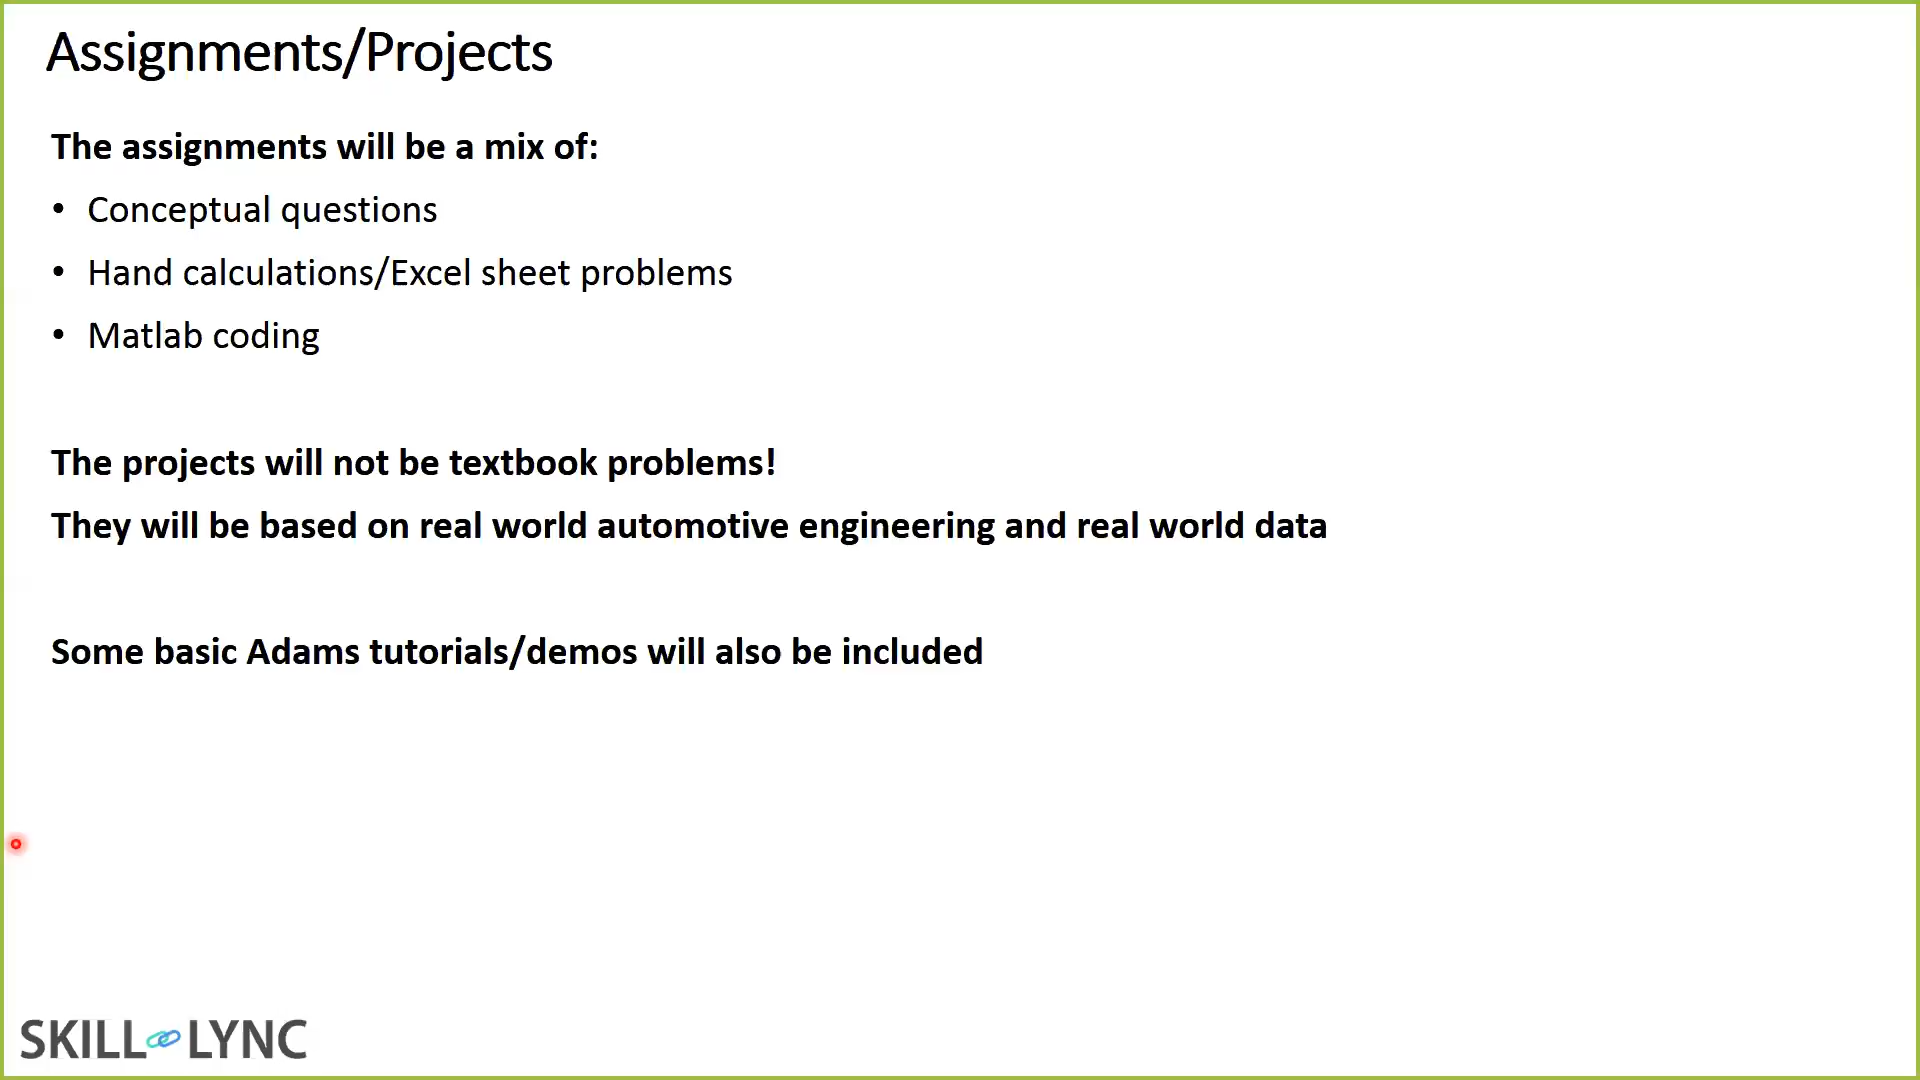 Assignments/Projects
The assignments will be a mix of:
• Conceptual questions
• Hand calculations/Excel sheet problems
• Matlab coding
The projects will not be textbook problems!
They will be based on real world automotive engineering and real world data
Some basic Adams tutorials/demos will also be included
SKILL LYNC